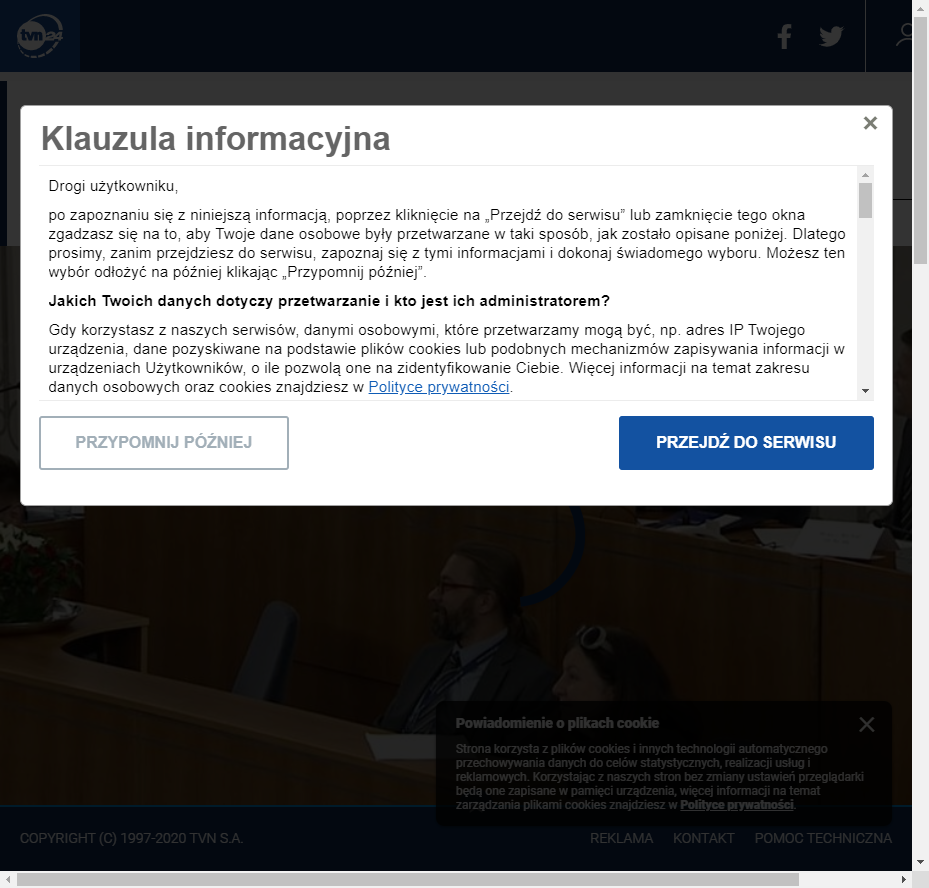 tvn24
Klauzula informacyjna
×
Drogi użytkowniku,
po zapoznaniu się z niniejszą informacją, poprzez kliknięcie na „Przejdź do serwisu” lub zamknięcie tego okna
zgadzasz się na to, aby Twoje dane osobowe były przetwarzane w taki sposób, jak zostało opisane poniżej. Dlatego
prosimy, zanim przejdziesz do serwisu, zapoznaj się z tymi informacjami i dokonaj świadomego wyboru. Możesz ten
wybór odłożyć na później klikając „Przypomnij później”.
Jakich Twoich danych dotyczy przetwarzanie i kto jest ich administratorem?
Gdy korzystasz z naszych serwisów, danymi osobowymi, które przetwarzamy mogą być, np. adres IP Twojego
urządzenia, dane pozyskiwane na podstawie plików cookies lub podobnych mechanizmów zapisywania informacji w
urządzeniach Użytkowników, o ile pozwolą one na zidentyfikowanie Ciebie. Więcej informacji na temat zakresu
danych osobowych oraz cookies znajdziesz w Polityce prywatności.
PRZYPOMNIJ PÓŹNIEJ
PRZEJDŹ DO SERWISU
Powiadomienie o plikach cookie
Strona korzysta z plików cookies i innych technologii automatycznego
przechowywania danych do celów statystycznych, realizacji usług i
reklamowych. Korzystając z naszych stron bez zmiany ustawień przeglądarki
będą one zapisane w pamięci urządzenia, więcej informacji na temat
zarządzania plikami cookies znajdziesz w Polityce prywatności.
COPYRIGHT (C) 1997-2020 TVN S.A.
REKLAMA KONTAKT POMOC TECHNICZNA